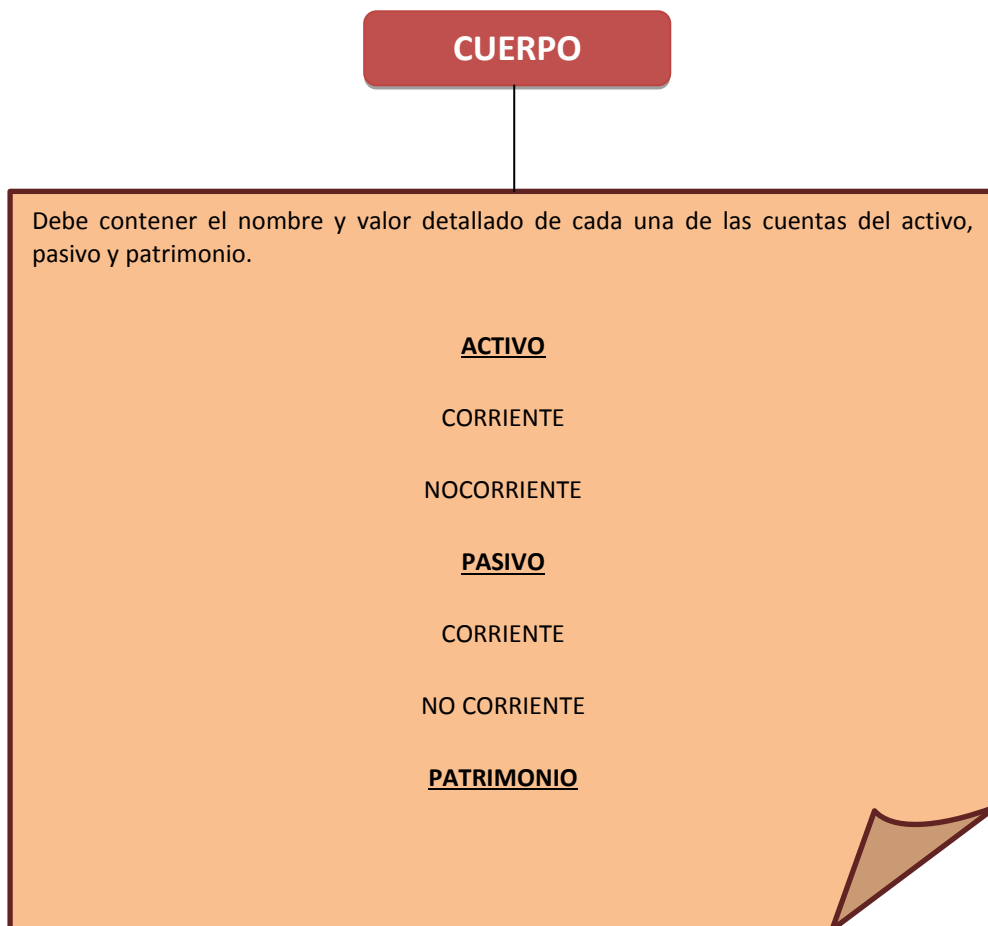 CUERPO
Debe contener el nombre y valor detallado de cada una de las cuentas del activo,
pasivo y patrimonio.
ACTIVO
CORRIENTE
NOCORRIENTE
PASIVO
CORRIENTE
NO CORRIENTE
PATRIMONIO